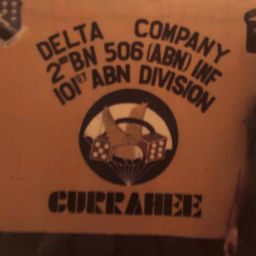 DELTA COMPANY
2ND BN 506 (ABN) INF
101ST ABN DIVISION
CURRAHEE